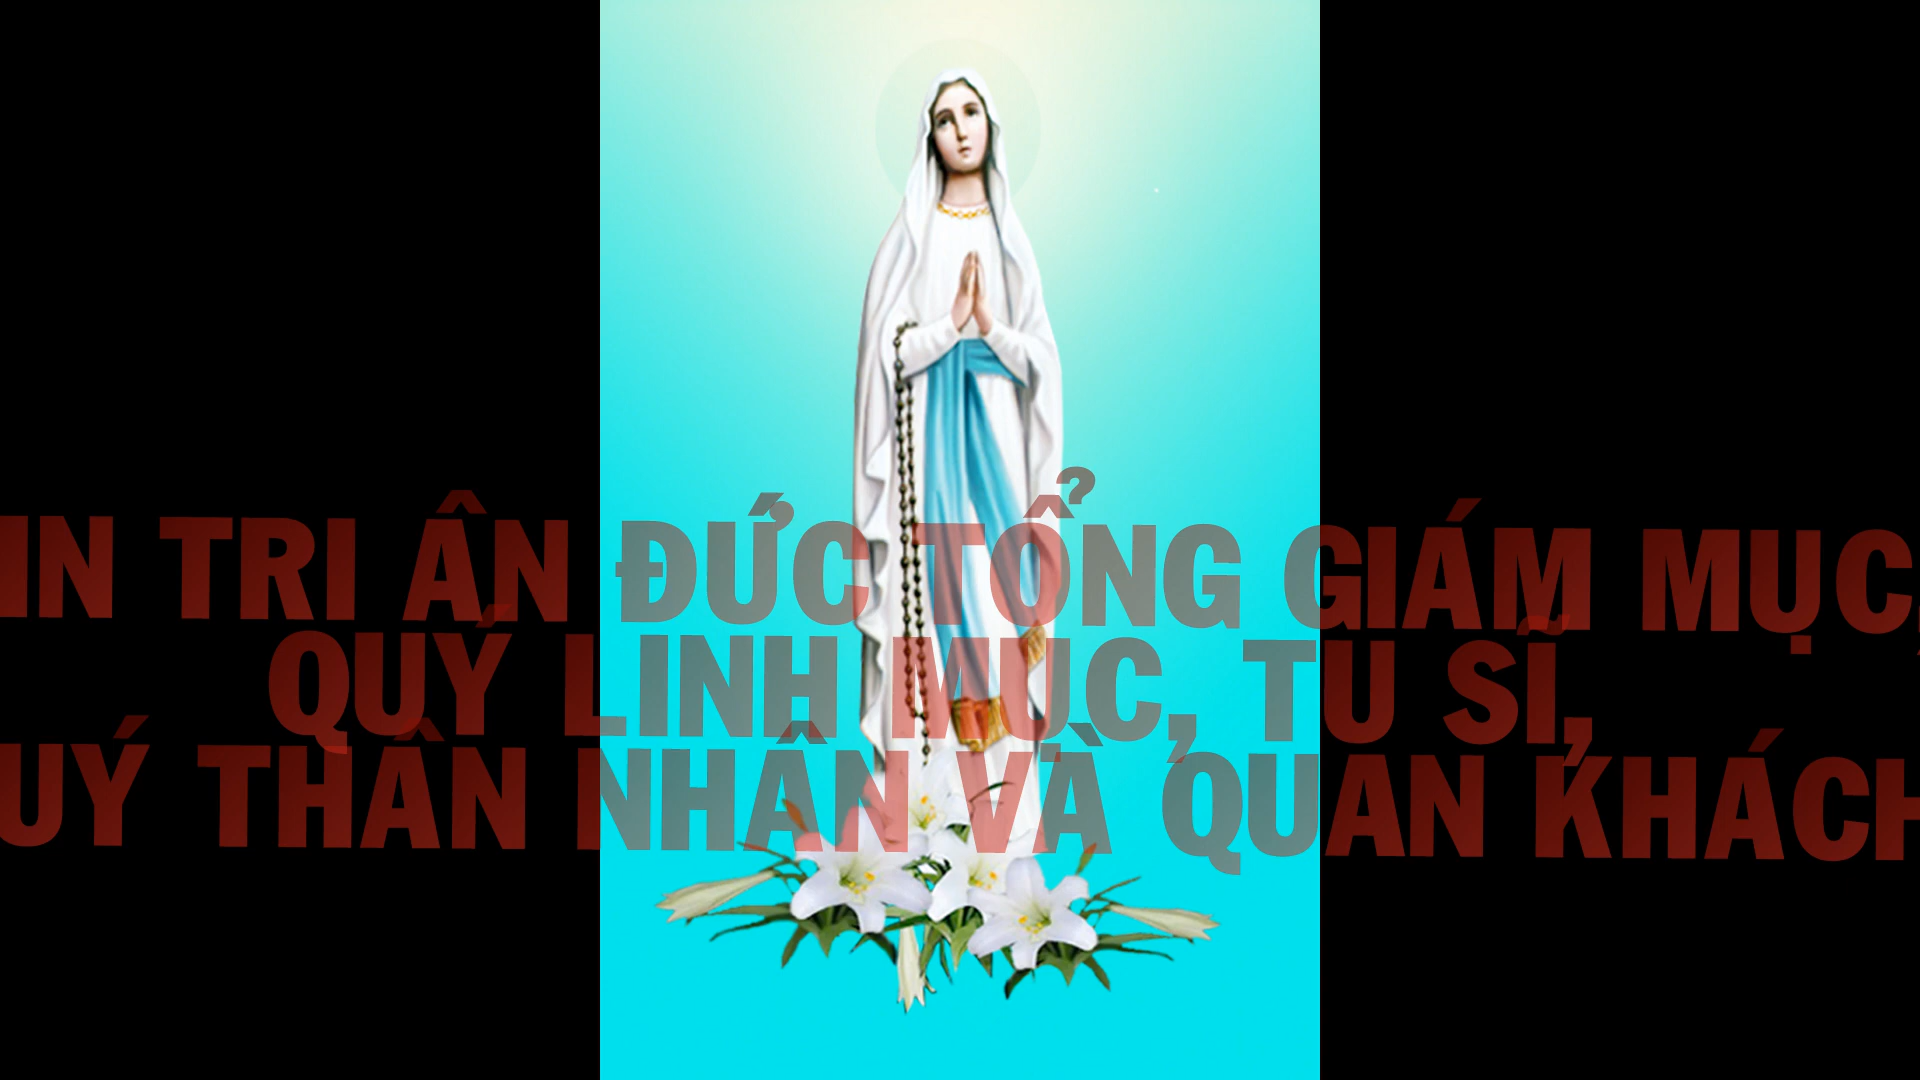 IN TRI ÂN ĐỨC TỔNG GIÁM MỤC,
QUÝ LINH MỤC, TU SĨ,
UÝ THÂN NHÂN VÀ QUAN KHÁCH